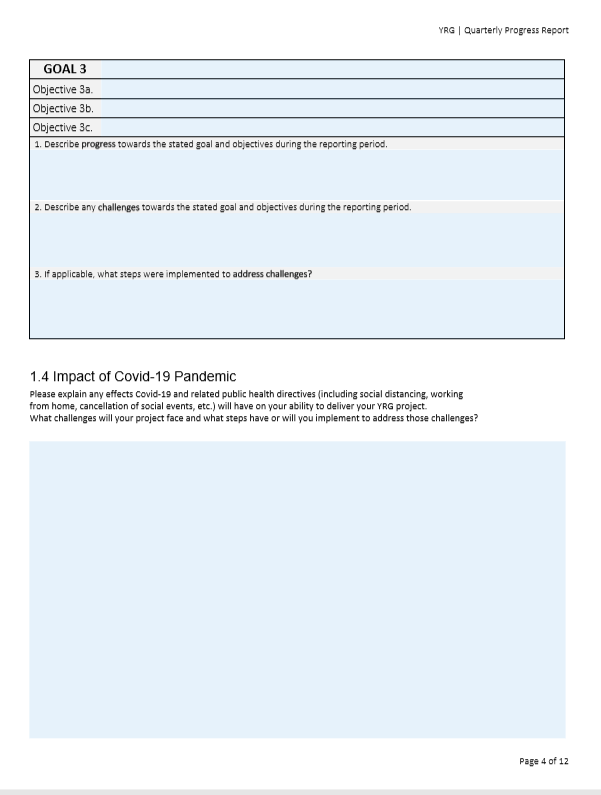 YRG | Quarterly Progress Report
GOAL 3
Objective 3a.
Objective 3b.
Objective 3c.
1. Describe progress towards the stated goal and objectives during the reporting period.
2. Describe any challenges towards the stated goal and objectives during the reporting period.
3. If applicable, what steps were implemented to address challenges?
1.4 Impact of Covid-19 Pandemic
Please explain any effects Covid-19 and related public health directives (including social distancing, working
from home, cancellation of social events, etc.) will have on your ability to deliver your YRG project.
What challenges will your project face and what steps have or will you implement to address those challenges?
Page 4 of 12